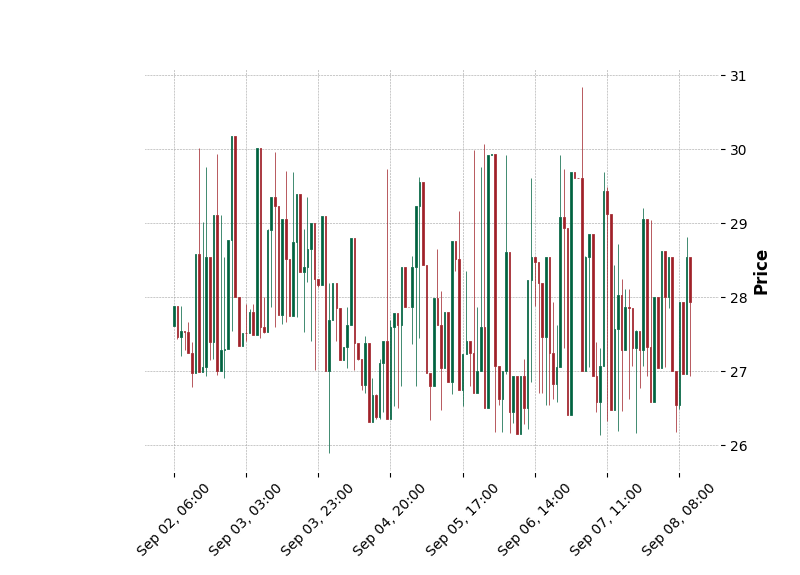 31
30
29
28
27
26
Price
Sep 02, 06:00
Sep 03, 03:00
Sep 03, 23:00
Sep 04, 20:00
Sep 05, 17:00
Sep 06, 14:00
Sep 07, 11:00
Sep 08, 08:00